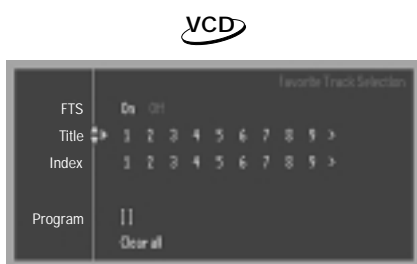 VCD
Favorite Track Selection
FTS On Off
Title 1 2 3 4 5 6 7 8 9 >
Index 1 2 3 4 5 6 7 8 9 >
Program [ ]
Clear all